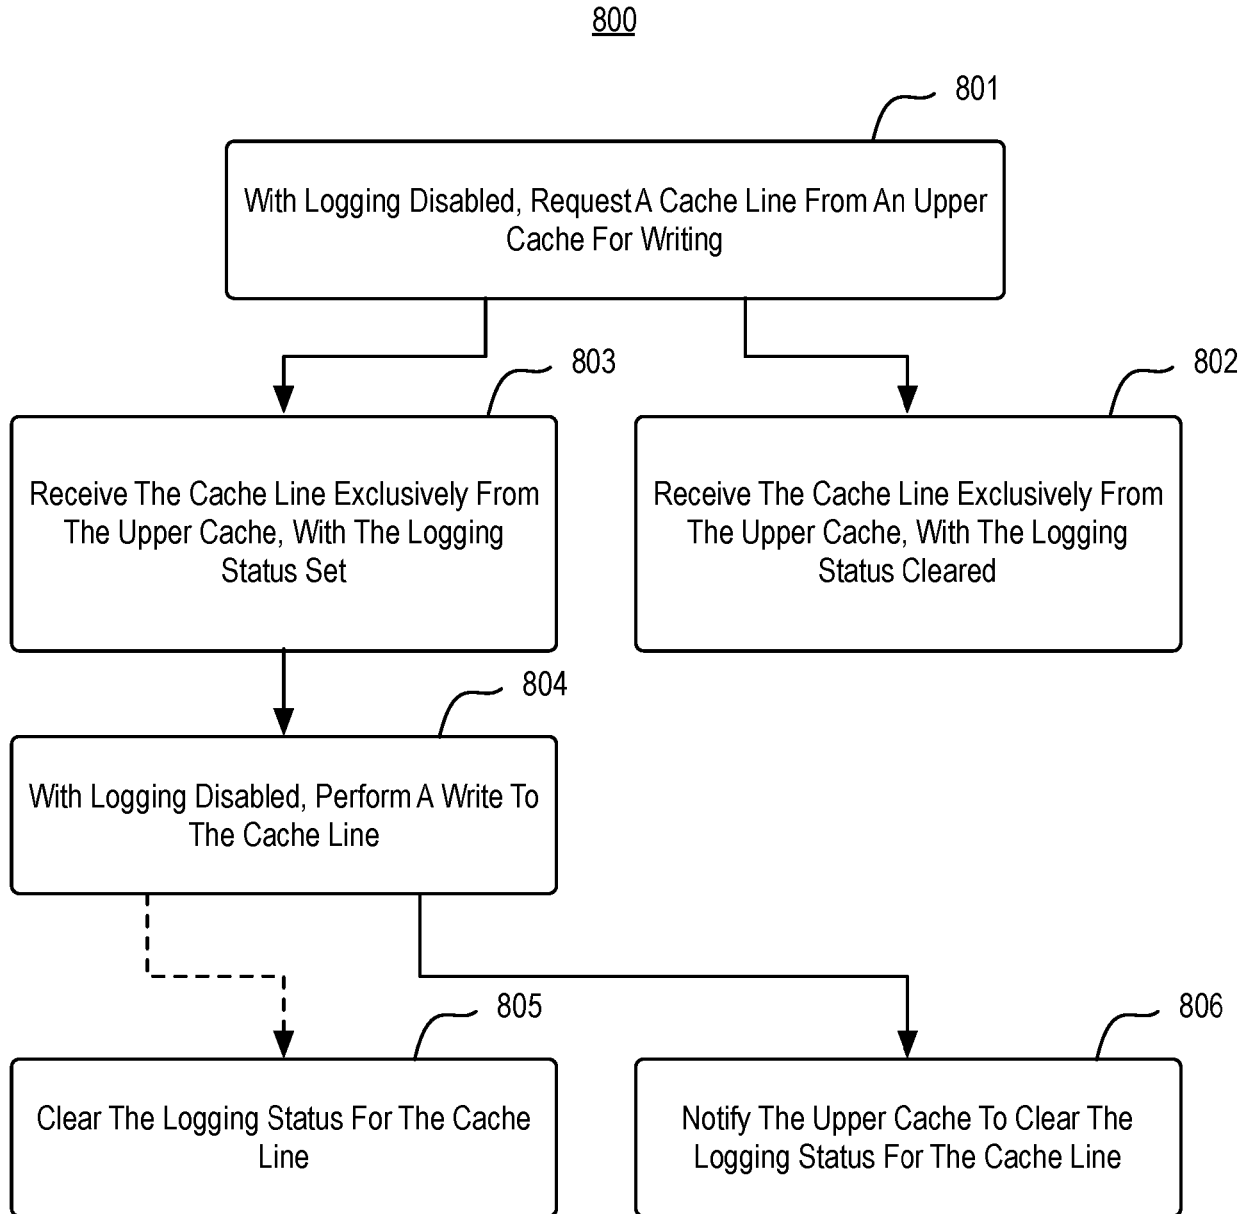 800
801
With Logging Disabled, Request A Cache Line From An Upper
Cache For Writing
803
802
Receive The Cache Line Exclusively From
The Upper Cache, With The Logging
Status Set
Receive The Cache Line Exclusively From
The Upper Cache, With The Logging
Status Cleared
804
With Logging Disabled, Perform A Write To
The Cache Line
805
806
Clear The Logging Status For The Cache
Line
Notify The Upper Cache To Clear The
Logging Status For The Cache Line